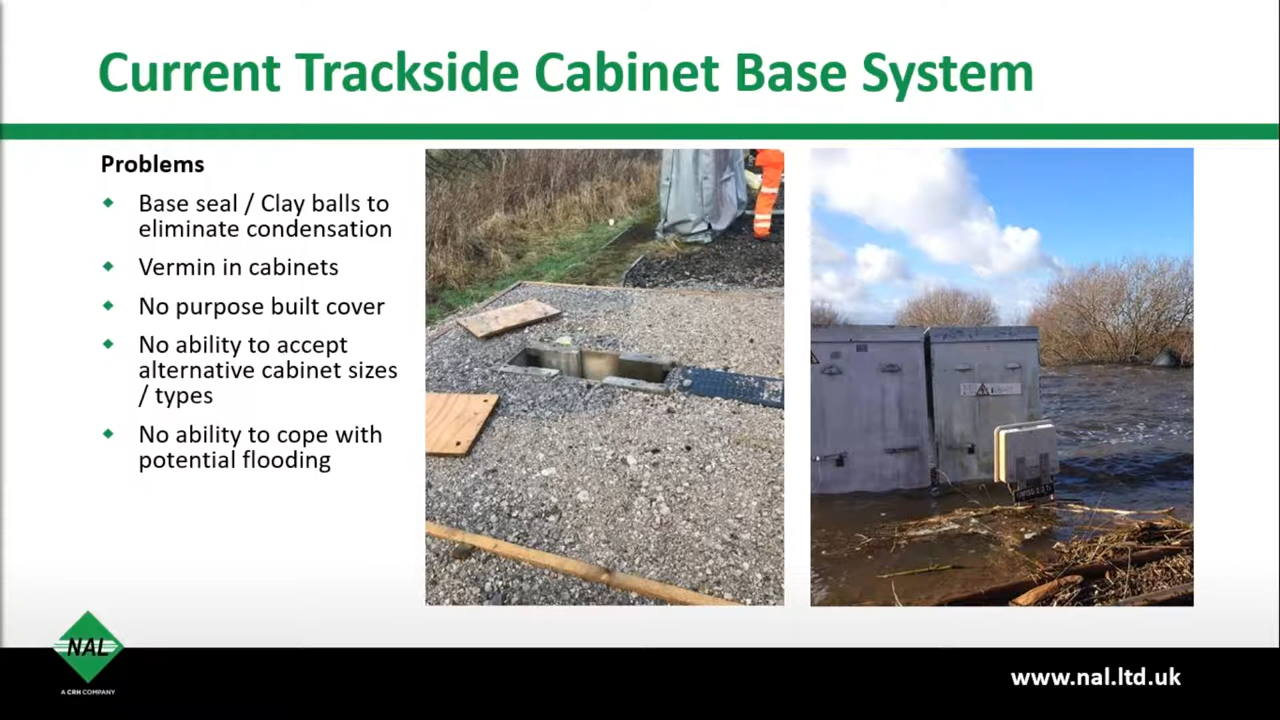 Current Trackside Cabinet Base System
Problems
Base seal / Clay balls to
eliminate condensation
Vermin in cabinets
No purpose built cover
No ability to accept
alternative cabinet sizes
/ types
No ability to cope with
potential flooding
NAL
A CRH COMPANY
www.nal.ltd.uk